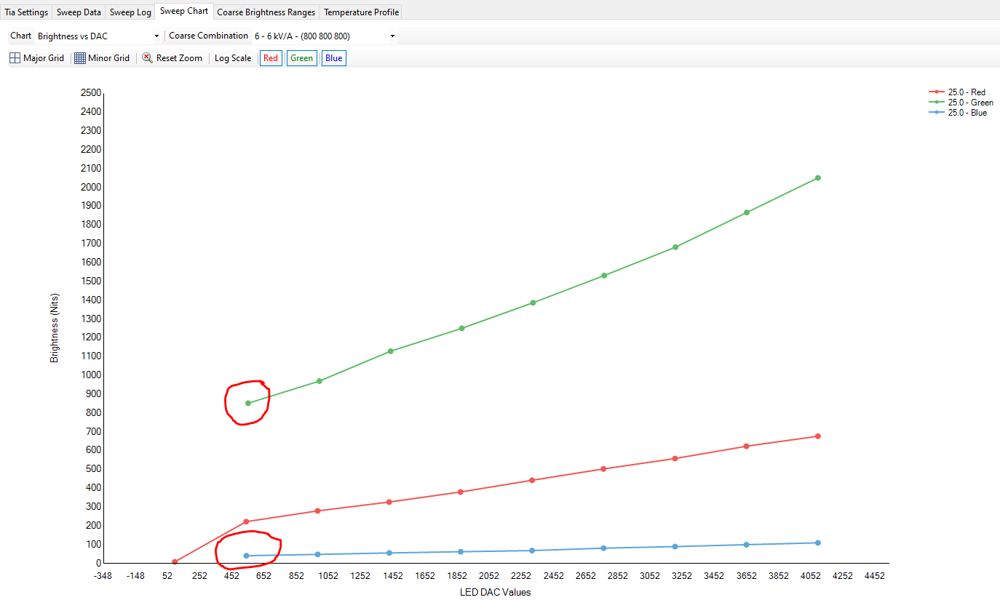 Tia Settings Sweep Data Sweep Log Sweep Chart Coarse Brightness Ranges Temperature Profile
Chart Brightness vs DAC Coarse Combination 6 - 6 kV/A - (800 800 800)
Major Grid Minor Grid Reset Zoom Log Scale Red Green Blue
25.0 - Red
25.0 - Green
25.0 - Blue
2500
2400
2300
2200
2100
2000
1900
1800
1700
1600
1500
1400
1300
1200
1100
1000
900
800
700
600
500
400
300
200
100
0
Brightness (Nits)
-348 -148 52 252 452 652 852 1052 1252 1452 1652 1852 2052 2252 2452 2652 2852 3052 3252 3452 3652 3852 4052 4252 4452
LED DAC Values